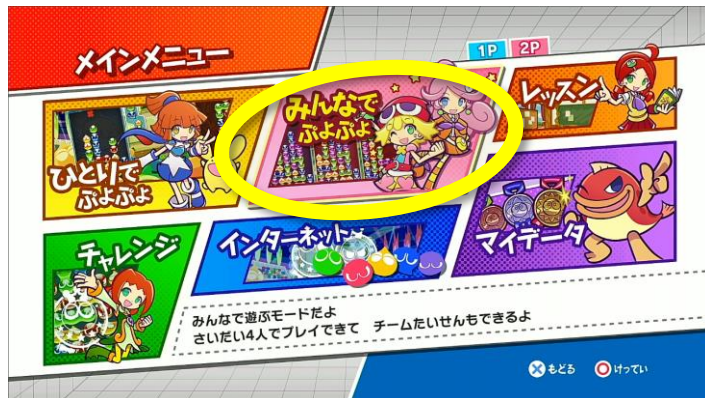 メインメニュー
1P 2P
ひとりで
ぷよぷよ
みんなで
ぷよぷよ
レッスン
チャレンジ
インターネット
マイデータ
みんなで遊ぶモードだよ
さいだい4人でプレイできて チームたいせんもできるよ
もどる けってい